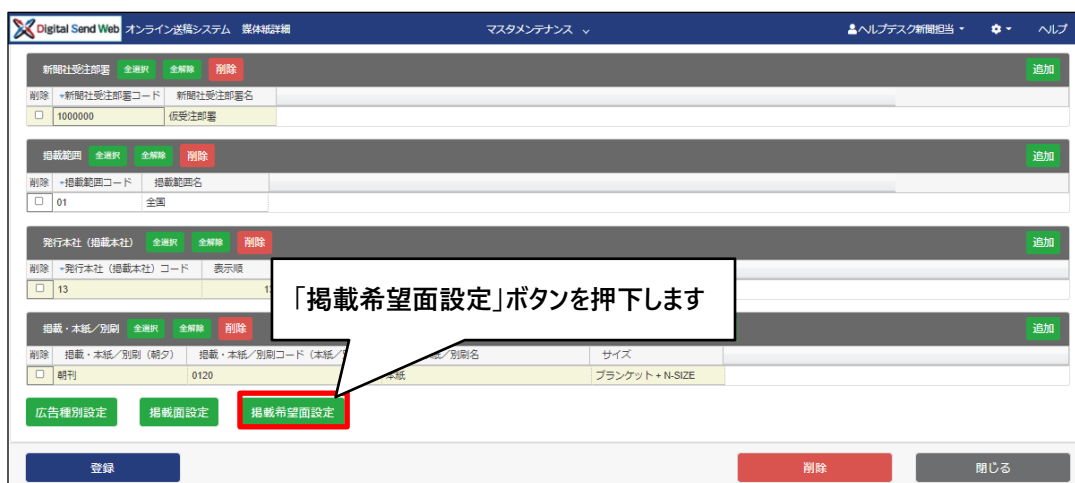 Digital Send Web オンライン送稿システム 媒体紙詳細 マスタメンテナンス ヘルプデスク新聞担当 ヘルプ
新聞社受注部署 全選択 全解除 削除 追加
削除 新聞社受注部署コード 新聞社受注部署名
1000000 仮受注部署
掲載範囲 全選択 全解除 削除 追加
削除 掲載範囲コード 掲載範囲名
01 全国
発行本社（掲載本社） 全選択 全解除 削除 追加
削除 発行本社（掲載本社）コード 表示順
13
「掲載希望面設定」ボタンを押下します
掲載・本紙／別刷 全選択 全解除 削除 追加
削除 掲載・本紙／別刷（朝夕） 掲載・本紙／別刷コード（本紙／ 紙／別刷名 サイズ
朝刊 0120 本紙 ブランケット + N-SIZE
広告種別設定 掲載面設定 掲載希望面設定
登録 削除 閉じる